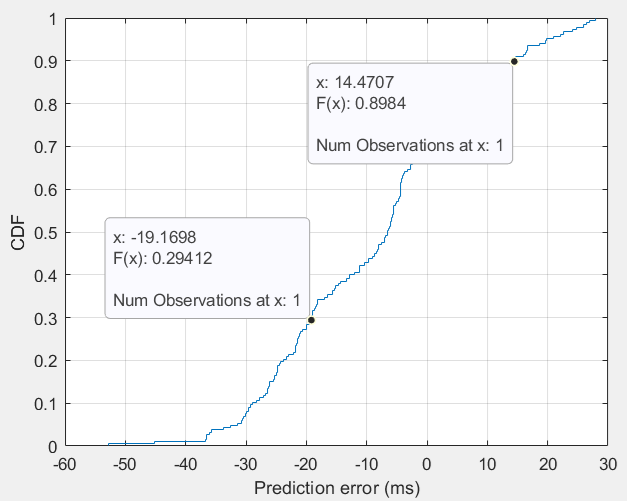 1
0.9
0.8
0.7
0.6
0.5
0.4
0.3
0.2
0.1
0
CDF
x: 14.4707
F(x): 0.8984
Num Observations at x: 1
x: -19.1698
F(x): 0.29412
Num Observations at x: 1
-60 -50 -40 -30 -20 -10 0 10 20 30
Prediction error (ms)